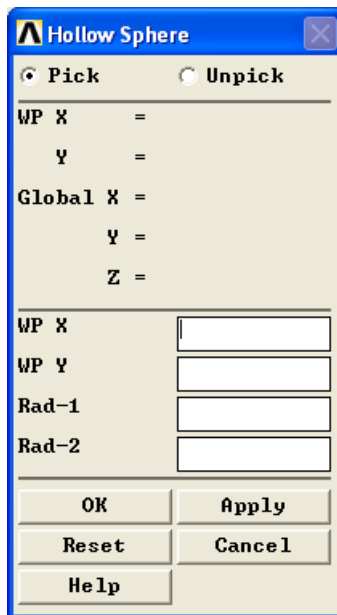 Hollow Sphere
Pick Unpick
WP X =
Y =
Global X =
Y =
Z =
WP X
WP Y
Rad-1
Rad-2
OK Apply
Reset Cancel
Help